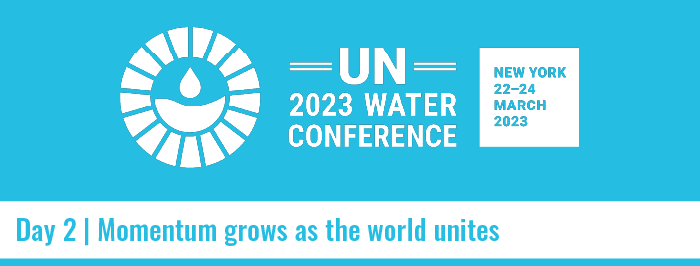 UN
2023 WATER
CONFERENCE
NEW YORK
22–24
MARCH
2023
Day 2 | Momentum grows as the world unites